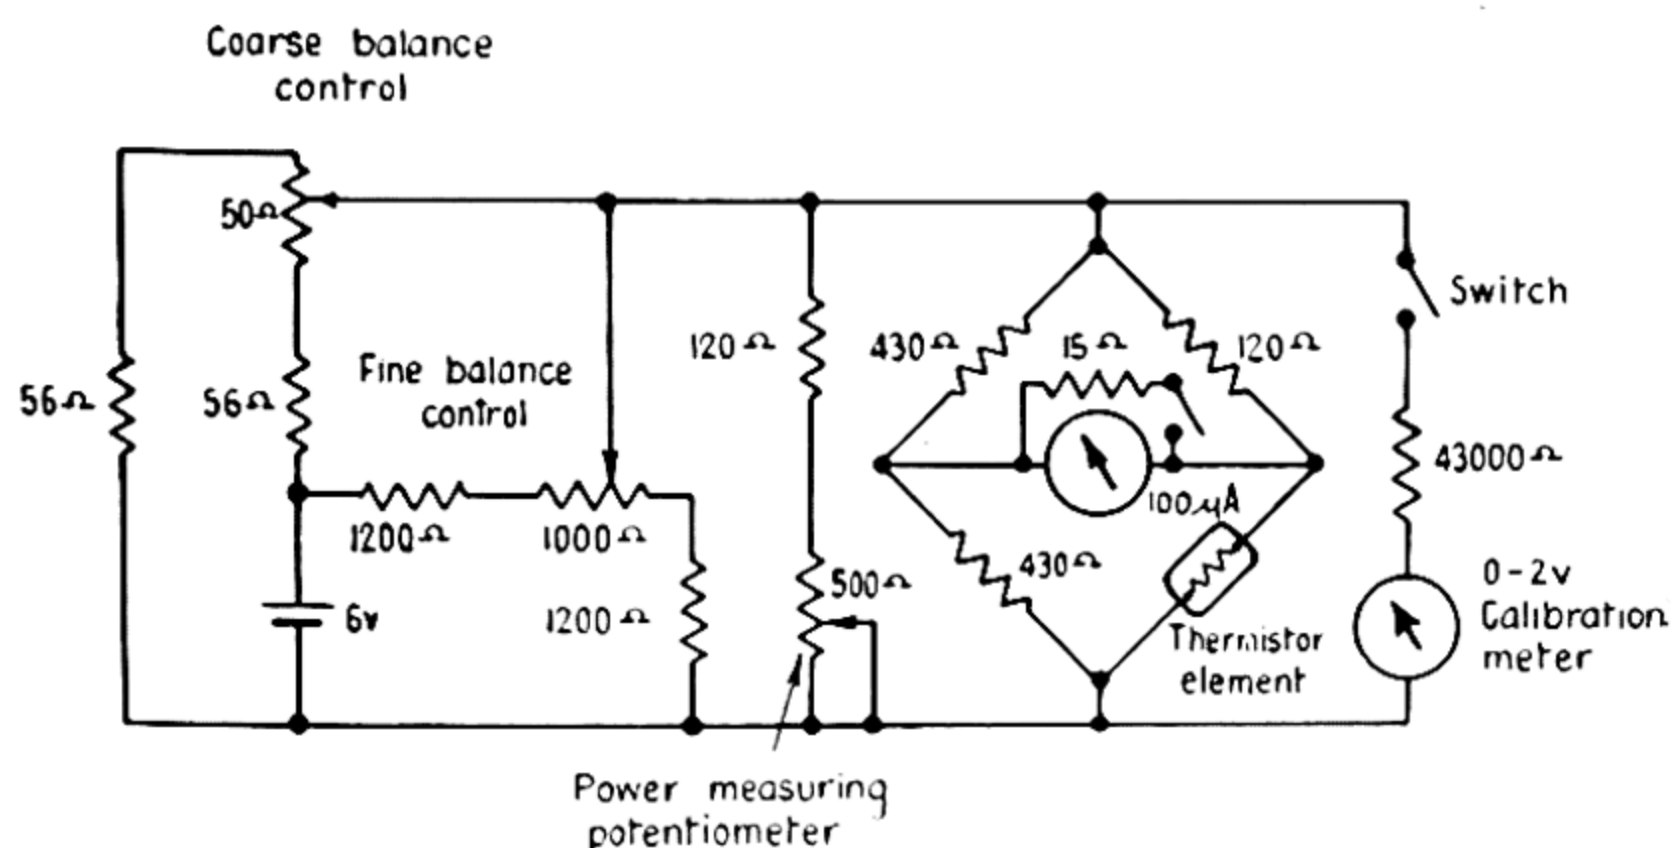 Coarse balance
control
50Ω
56Ω
56Ω
Fine balance
control
1200Ω
1000Ω
1200Ω
6v
120Ω
500Ω
Power measuring
potentiometer
430Ω
15Ω
120Ω
100μA
430Ω
Thermistor
element
Switch
43000Ω
0-2v
Calibration
meter